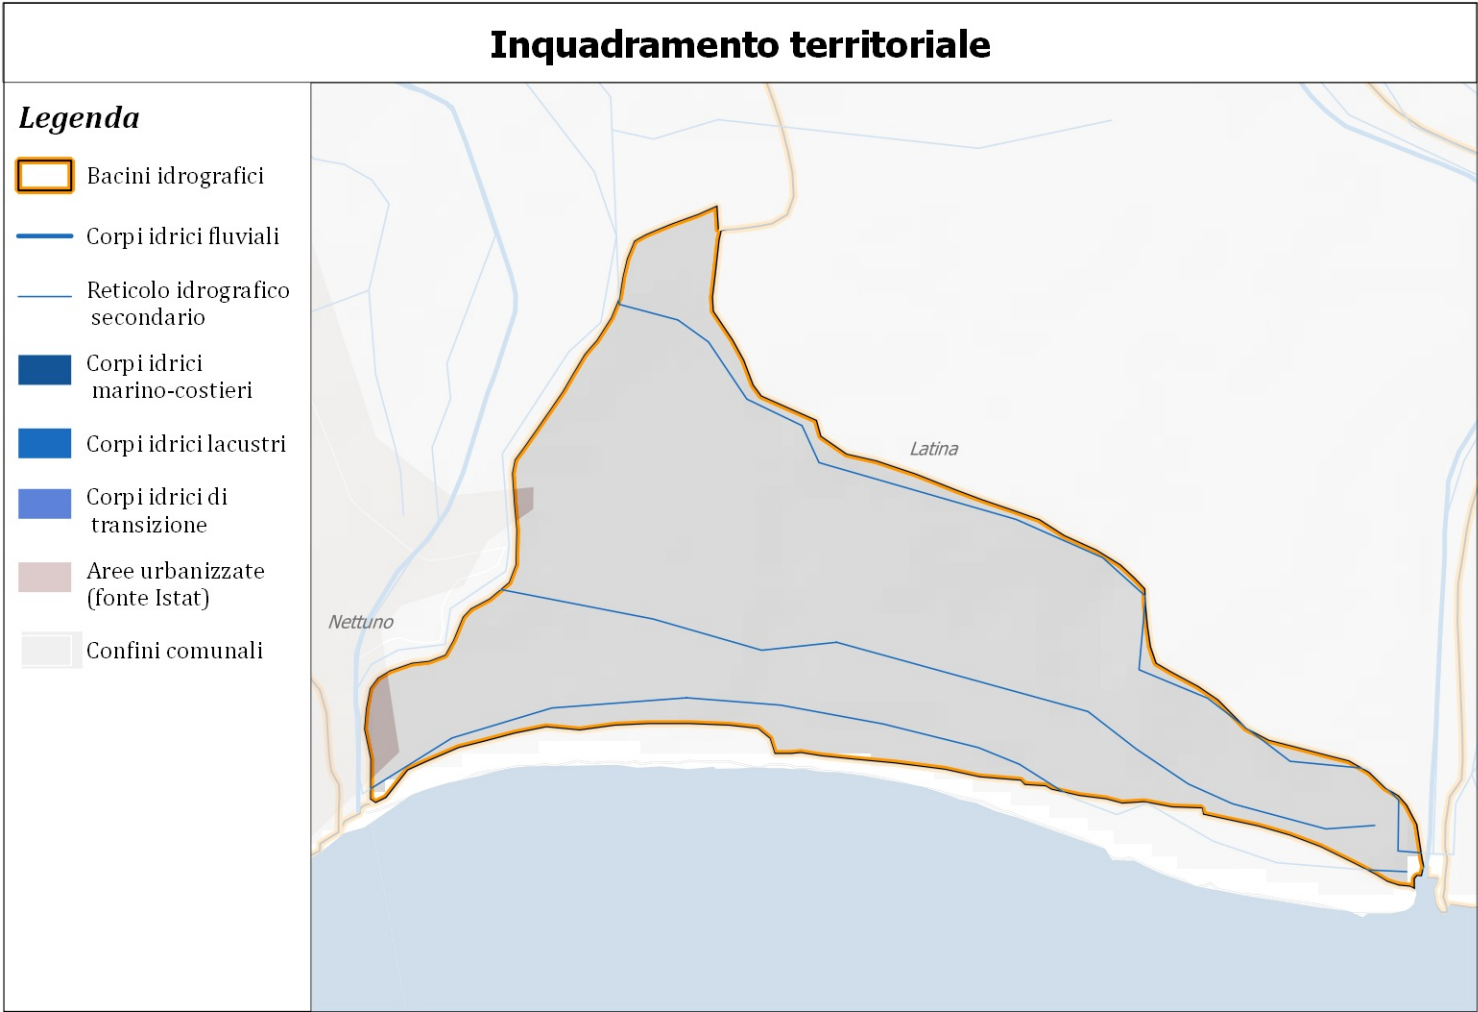 Inquadramento territoriale
Legenda
Bacini idrografici
Corpi idrici fluviali
Reticolo idrografico
secondario
Corpi idrici
marino-costieri
Corpi idrici lacustri
Corpi idrici di
transizione
Aree urbanizzate
(fonte Istat)
Confini comunali
Latina
Nettuno